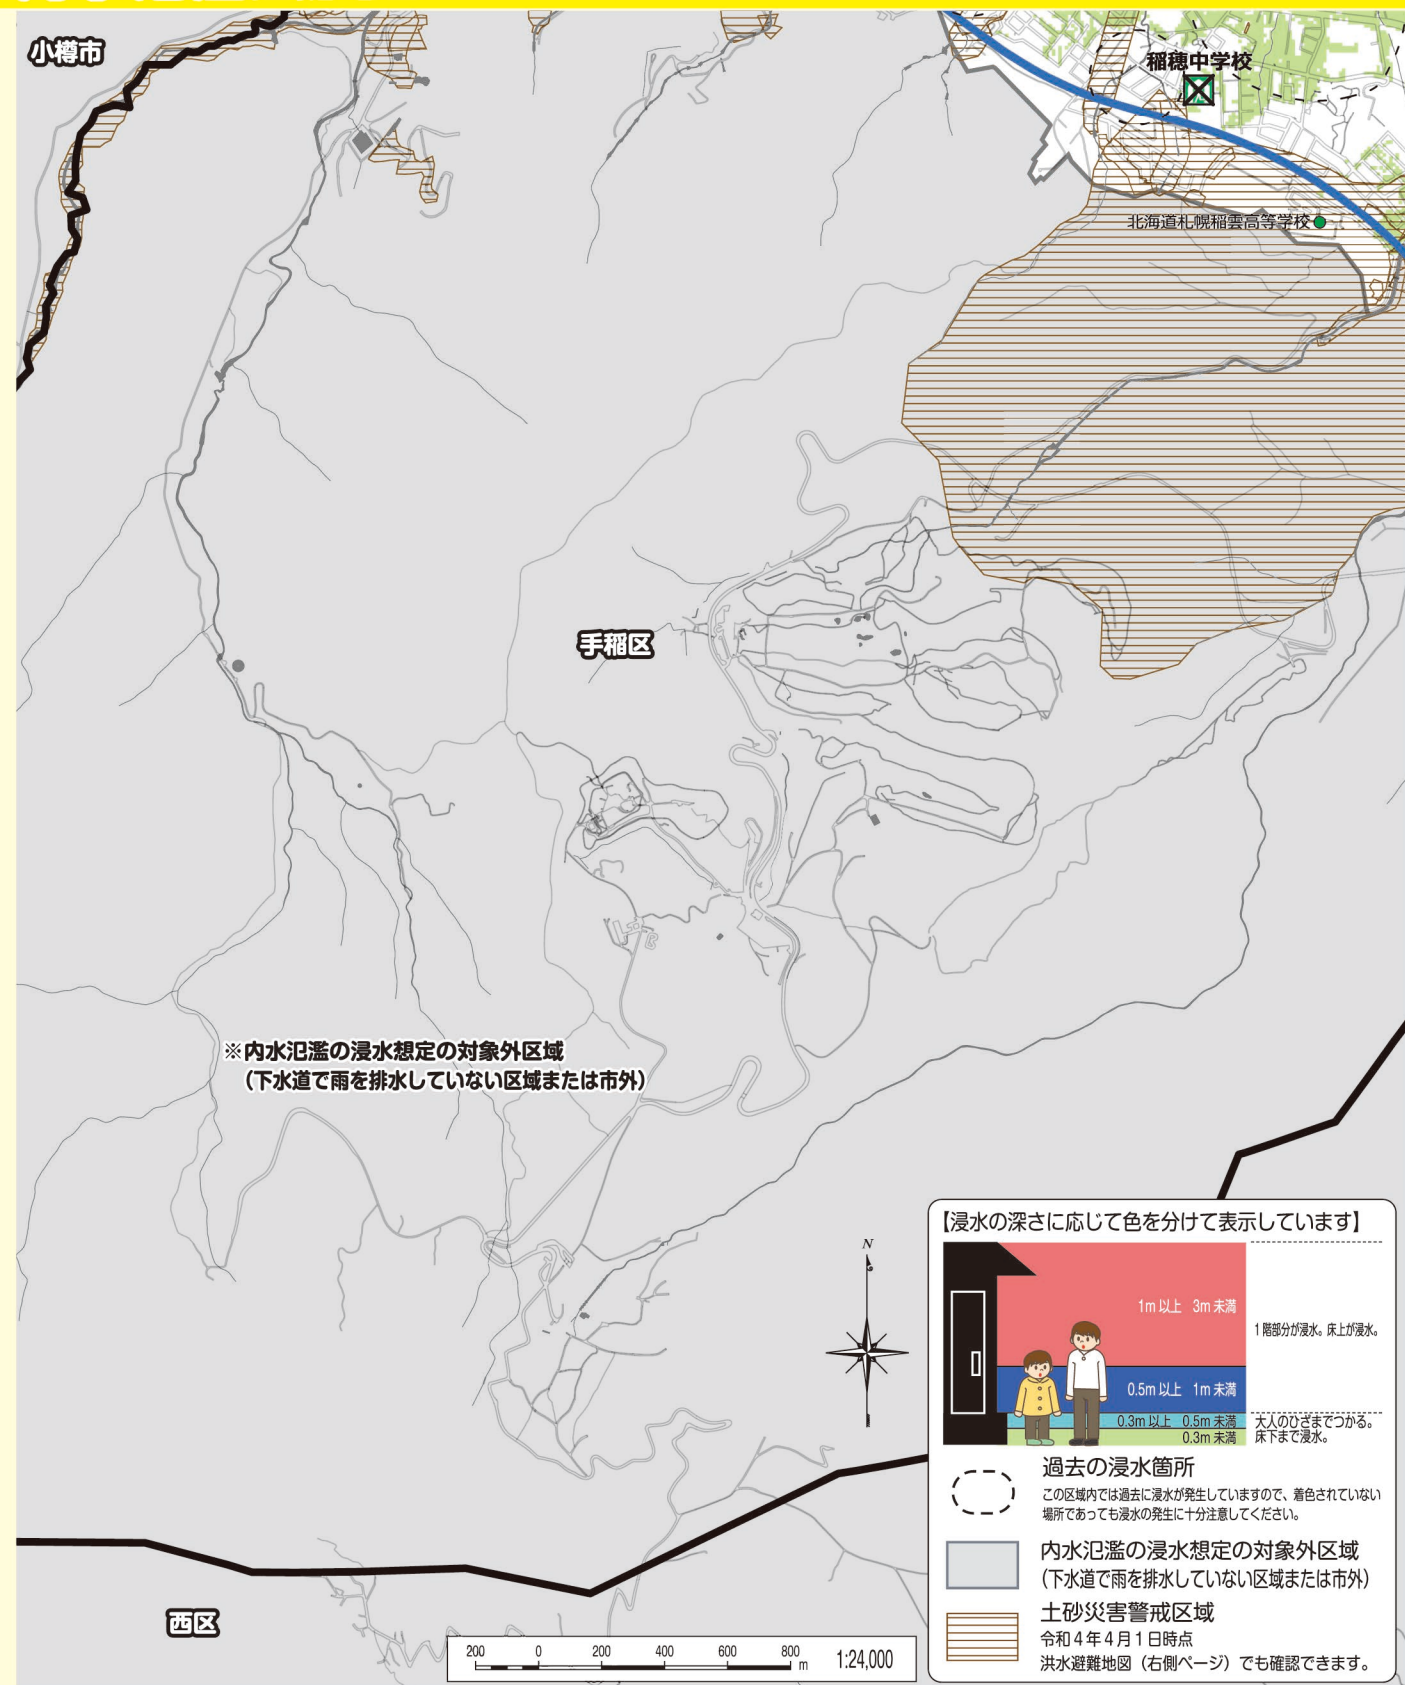 小樽市
稲穂中学校
北海道札幌稲雲高等学校
手稲区
※内水氾濫の浸水想定の対象外区域
(下水道で雨を排水していない区域または市外)
西区
N
200 0 200 400 600 800 m 1:24,000
【浸水の深さに応じて色を分けて表示しています】
1m以上 3m未満
1階部分が浸水。床上が浸水。
0.5m以上 1m未満
0.3m以上 0.5m未満
0.3m未満
大人のひざまでつかる。
床下まで浸水。
過去の浸水箇所
この区域内では過去に浸水が発生していますので、着色されていない
場所であっても浸水の発生に十分注意してください。
内水氾濫の浸水想定の対象外区域
(下水道で雨を排水していない区域または市外)
土砂災害警戒区域
令和4年4月1日時点
洪水避難地図(右側ページ)でも確認できます。